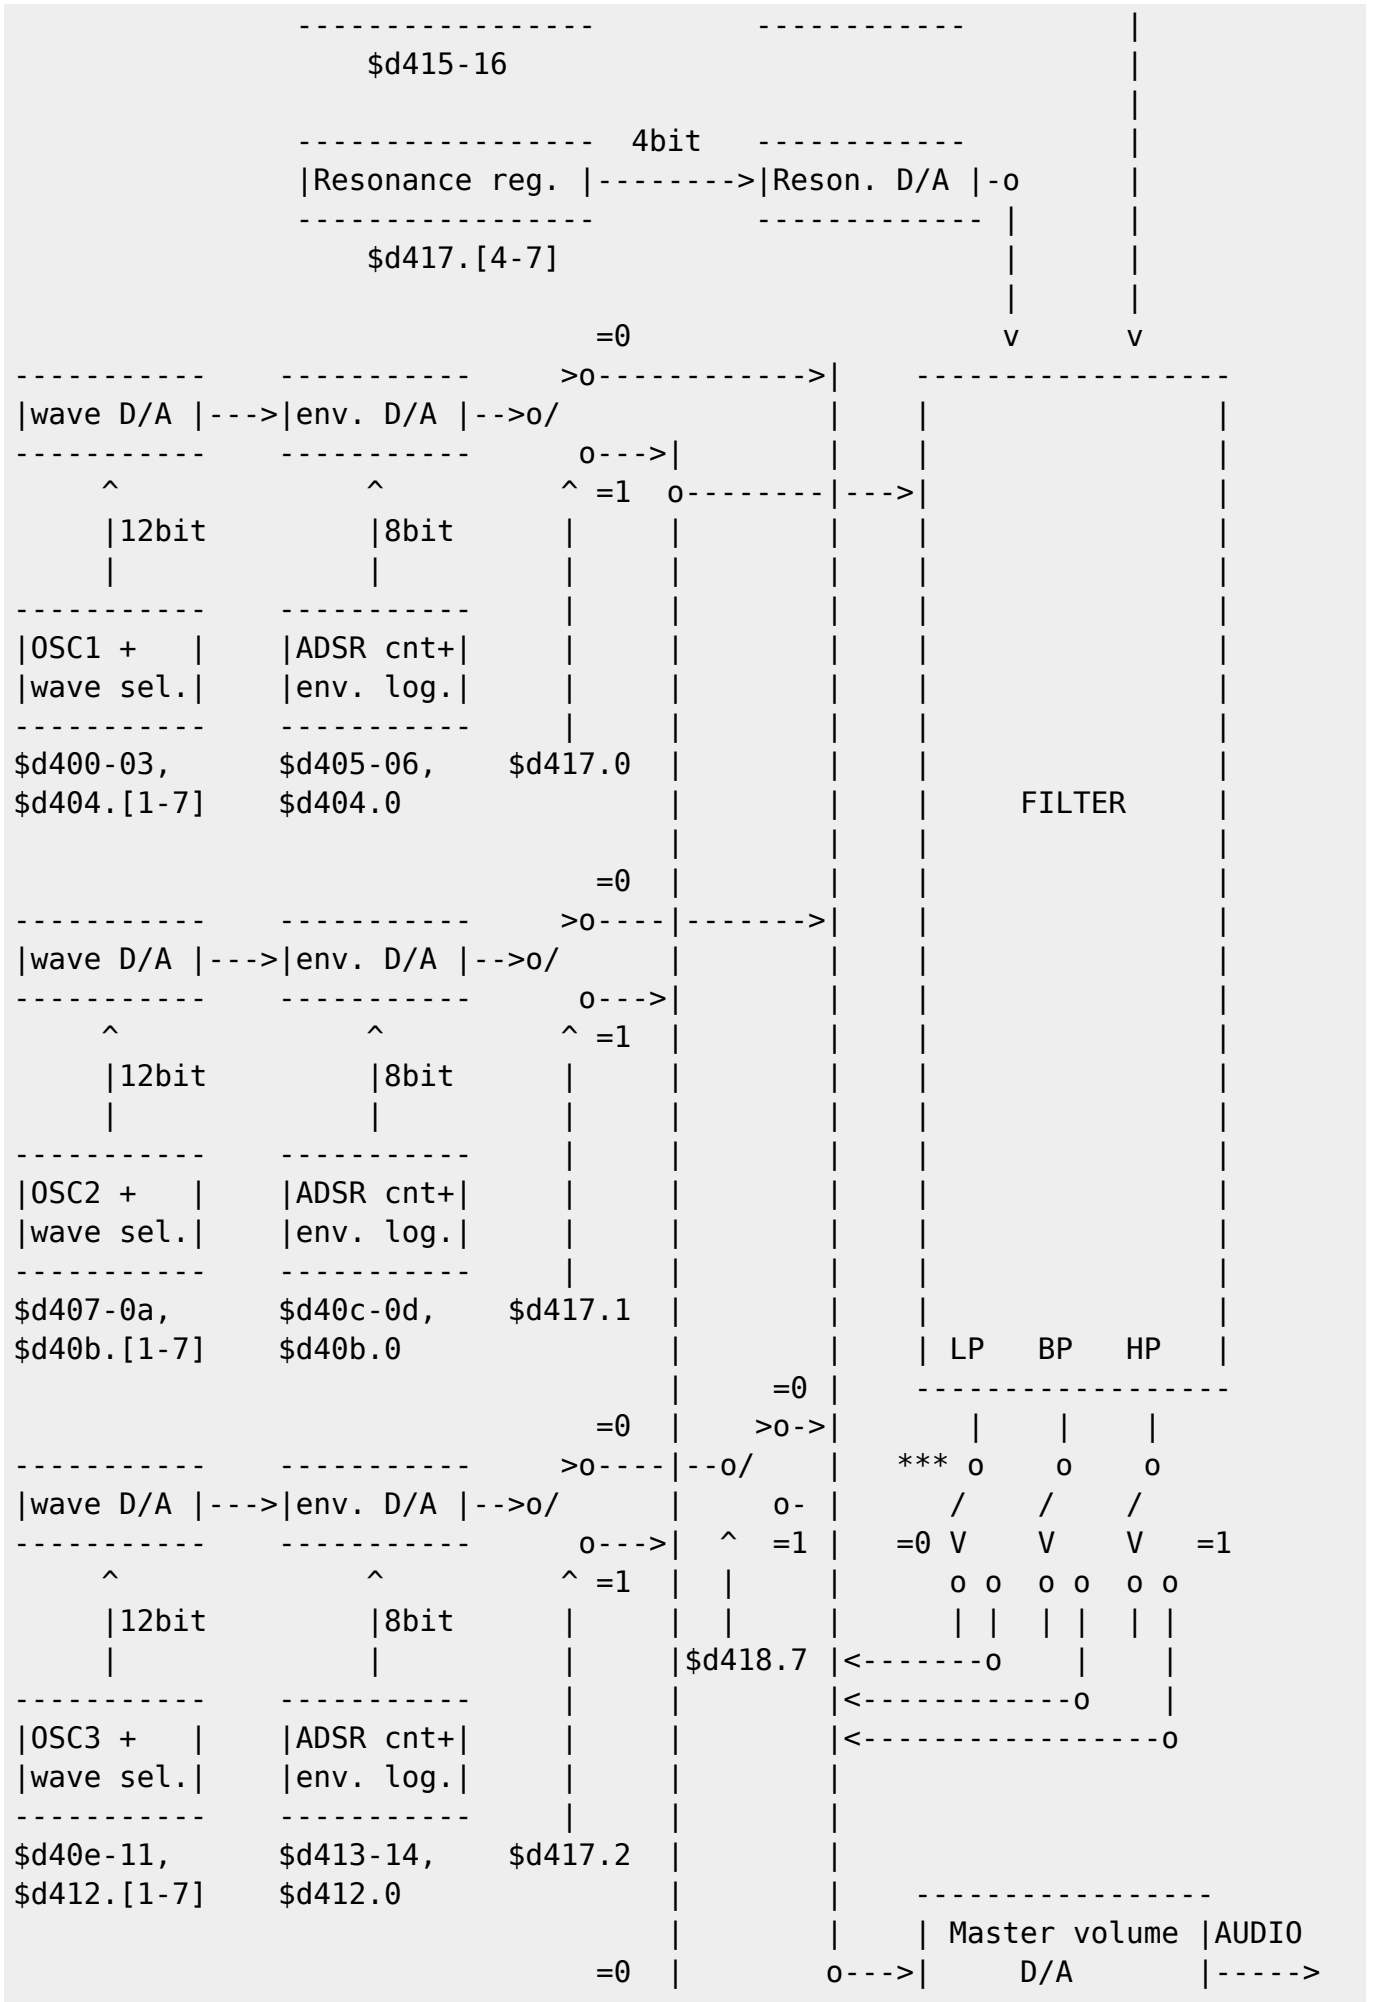 -----------------         ------------         |
$d415-16                                    |
|
-----------------  4bit   ------------         |
|Resonance reg. |-------->|Reson. D/A |-o      |
-----------------         ------------- |      |
$d417.[4-7]                          |      |
|      |
=0                     v      v
-----------    -----------     >o------------>|    ------------------
|wave D/A |--->|env. D/A |-->o/               |    |                |
-----------    -----------      o--->|        |    |                |
^              ^          ^ =1  o--------|--->|                |
|12bit         |8bit      |     |        |    |                |
|              |          |     |        |    |                |
-----------    -----------     |     |        |    |                |
|OSC1 +   |    |ADSR cnt+|     |     |        |    |                |
|wave sel.|    |env. log.|     |     |        |    |                |
-----------    -----------     |     |        |    |                |
$d400-03,      $d405-06,    $d417.0  |        |    |                |
$d404.[1-7]    $d404.0               |        |    |     FILTER     |
|        |    |                |
=0  |        |    |                |
-----------    -----------     >o----|------->|    |                |
|wave D/A |--->|env. D/A |-->o/      |        |    |                |
-----------    -----------      o--->|        |    |                |
^              ^          ^ =1  |        |    |                |
|12bit         |8bit      |     |        |    |                |
|              |          |     |        |    |                |
-----------    -----------     |     |        |    |                |
|OSC2 +   |    |ADSR cnt+|     |     |        |    |                |
|wave sel.|    |env. log.|     |     |        |    |                |
-----------    -----------     |     |        |    |                |
$d407-0a,      $d40c-0d,    $d417.1  |        |    |                |
$d40b.[1-7]    $d40b.0               |        |    | LP   BP   HP   |
|     =0 |    ------------------
=0  |    >o->|       |    |    |
-----------    -----------     >o----|--o/    |   *** o    o    o
|wave D/A |--->|env. D/A |-->o/      |     o- |      /    /    /
-----------    -----------      o--->|  ^  =1 |   =0 V    V    V   =1
^              ^          ^ =1  |  |     |      o o  o o  o o
|12bit         |8bit      |     |  |     |      | |  | |  | |
|              |          |     |$d418.7 |<-------o    |    |
-----------    -----------     |     |        |<------------o    |
|OSC3 +   |    |ADSR cnt+|     |     |        |<-----------------o
|wave sel.|    |env. log.|     |     |        |
-----------    -----------     |     |        |
$d40e-11,      $d413-14,    $d417.2  |        |
$d412.[1-7]    $d412.0               |        |    -----------------
|        |    | Master volume |AUDIO
=0  |        o--->|     D/A       |----->